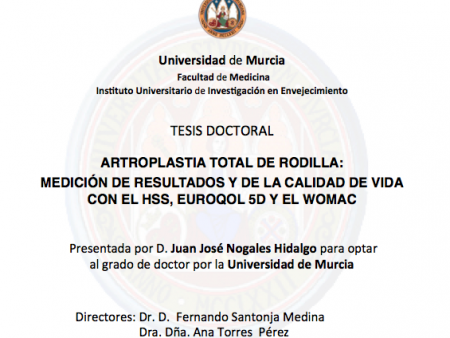 Universidad de Murcia
Facultad de Medicina
Instituto Universitario de Investigación en Envejecimiento
TESIS DOCTORAL
ARTROPLASTIA TOTAL DE RODILLA:
MEDICIÓN DE RESULTADOS Y DE LA CALIDAD DE VIDA
CON EL HSS, EUROQOL 5D Y EL WOMAC
Presentada por D. Juan José Nogales Hidalgo para optar
al grado de doctor por la Universidad de Murcia
Directores: Dr. D. Fernando Santonja Medina
Dra. Dña. Ana Torres Pérez